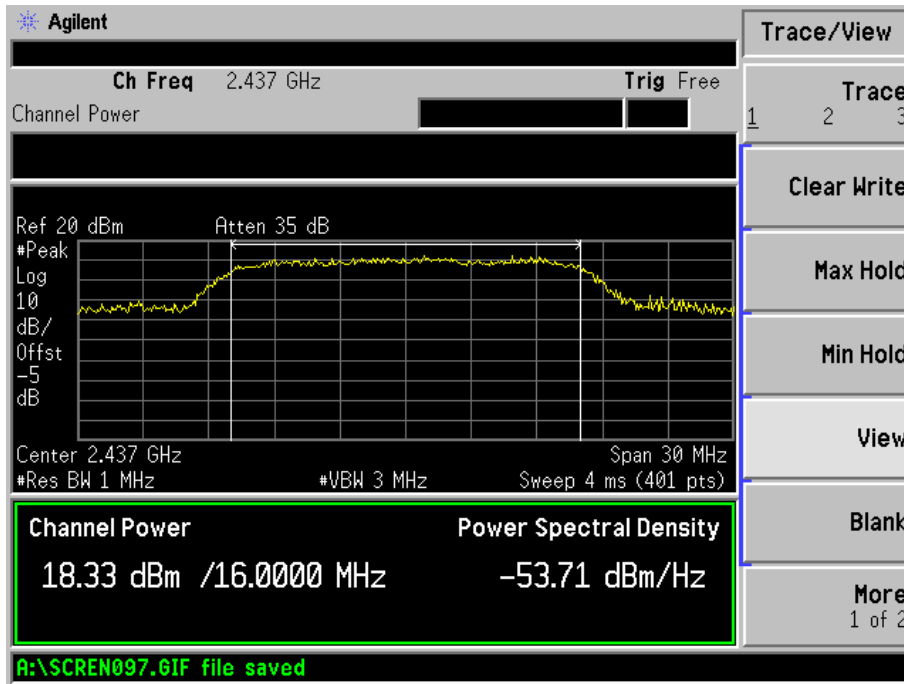 Agilent
Ch Freq 2.437 GHz Trig Free
Channel Power
Ref 20 dBm Atten 35 dB
#Peak
Log
10
dB/
Offst
-5
dB
Center 2.437 GHz Span 30 MHz
#Res BW 1 MHz #VBW 3 MHz Sweep 4 ms (401 pts)
Channel Power Power Spectral Density
18.33 dBm /16.0000 MHz -53.71 dBm/Hz
A:\SCREN097.GIF file saved
Trace/View
Trace
1 2 3
Clear Write
Max Hold
Min Hold
View
Blank
More
1 of 2